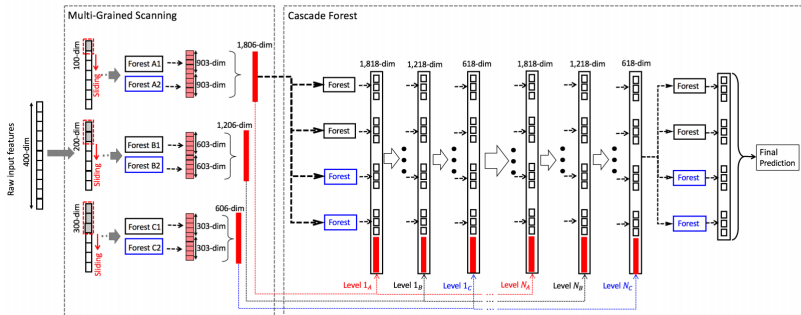 Multi-Grained Scanning
Cascade Forest
Raw input features
400-dim
100-dim
Sliding
Forest A1
Forest A2
903-dim
903-dim
1,806-dim
200-dim
Sliding
Forest B1
Forest B2
603-dim
603-dim
1,206-dim
300-dim
Sliding
Forest C1
Forest C2
303-dim
303-dim
606-dim
Forest
Forest
Forest
Forest
1,818-dim
1,218-dim
618-dim
1,818-dim
1,218-dim
618-dim
Forest
Forest
Forest
Forest
Final
Prediction
Level 1A
Level 1B
Level 1C
...
Level NA
Level NB
Level NC